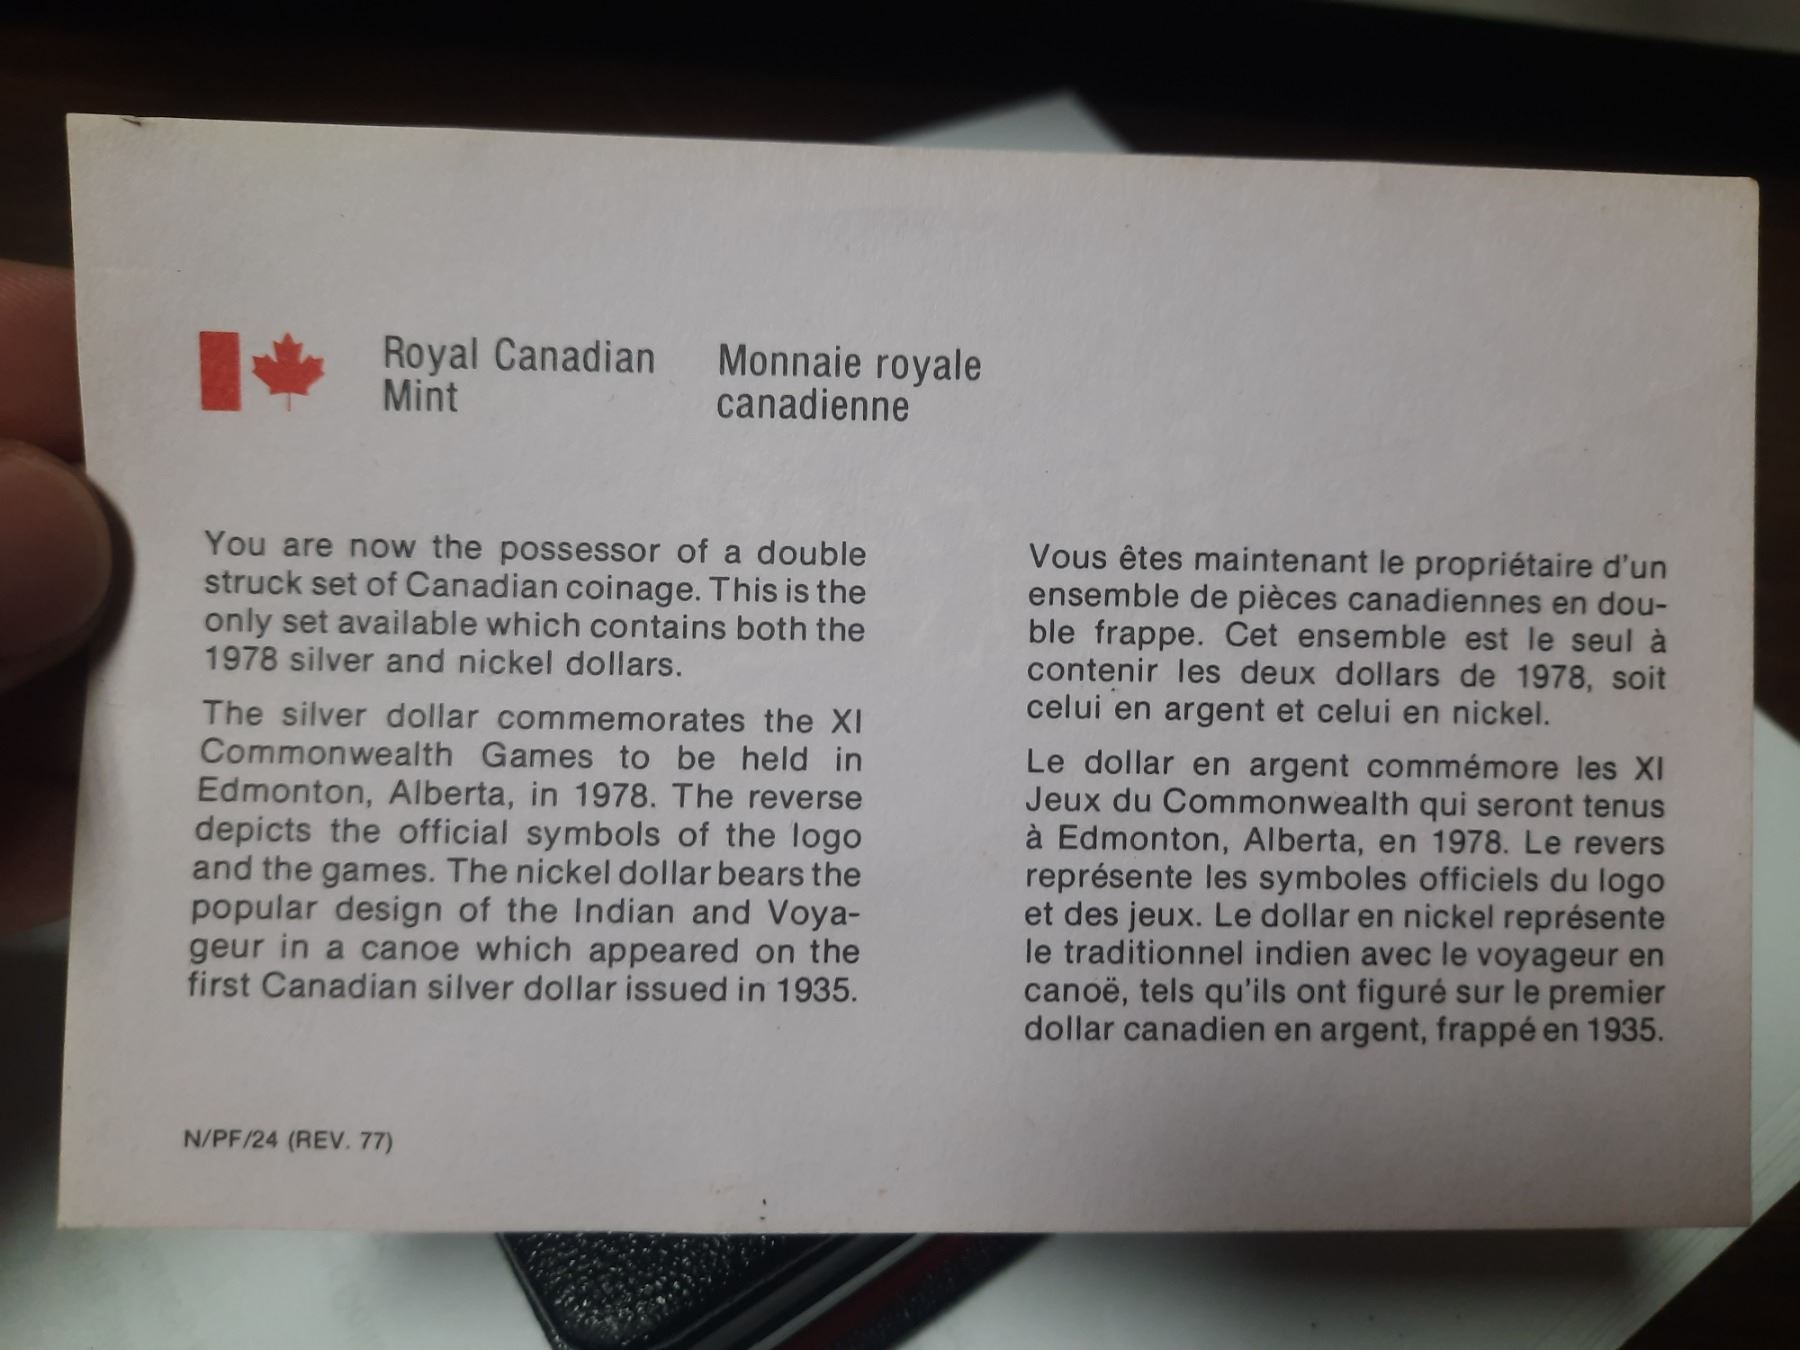 Royal Canadian
Mint
Monnaie royale
canadienne
You are now the possessor of a double
struck set of Canadian coinage. This is the
only set available which contains both the
1978 silver and nickel dollars.
The silver dollar commemorates the XI
Commonwealth Games to be held in
Edmonton, Alberta, in 1978. The reverse
depicts the official symbols of the logo
and the games. The nickel dollar bears the
popular design of the Indian and Voya-
geur in a canoe which appeared on the
first Canadian silver dollar issued in 1935.
N/PF/24 (REV. 77)
Vous êtes maintenant le propriétaire d'un
ensemble de pièces canadiennes en dou-
ble frappe. Cet ensemble est le seul à
contenir les deux dollars de 1978, soit
celui en argent et celui en nickel.
Le dollar en argent commémore les XI
Jeux du Commonwealth qui seront tenus
à Edmonton, Alberta, en 1978. Le revers
représente les symboles officiels du logo
et des jeux. Le dollar en nickel représente
le traditionnel indien avec le voyageur en
canoë, tels qu'ils ont figuré sur le premier
dollar canadien en argent, frappé en 1935.